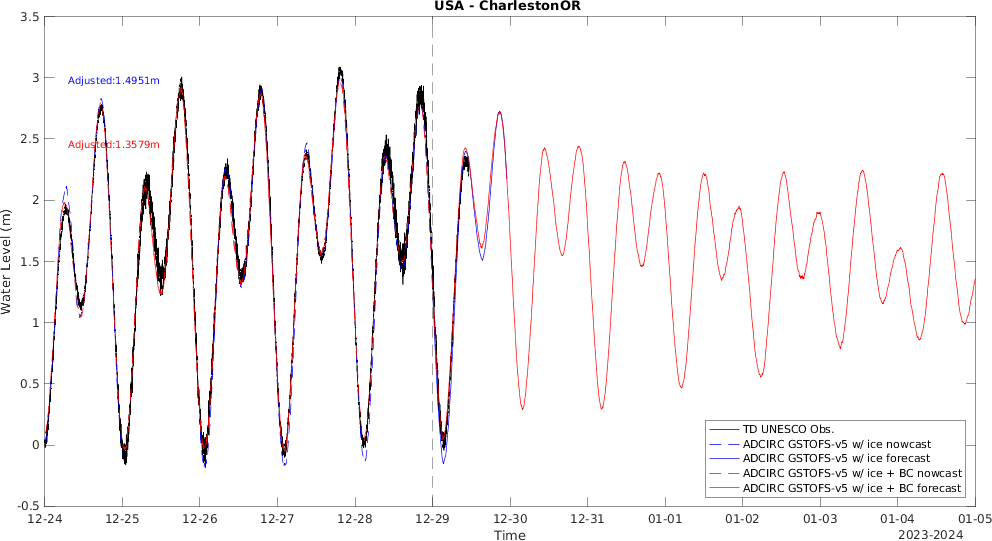 USA - CharlestonOR
3.5
3
2.5
2
1.5
1
0.5
0
-0.5
Water Level (m)
Adjusted:1.4951m
Adjusted:1.3579m
TD UNESCO Obs.
ADCIRC GSTOFS-v5 w/ ice nowcast
ADCIRC GSTOFS-v5 w/ ice forecast
ADCIRC GSTOFS-v5 w/ ice + BC nowcast
ADCIRC GSTOFS-v5 w/ ice + BC forecast
12-24 12-25 12-26 12-27 12-28 12-29 12-30 12-31 01-01 01-02 01-03 01-04 01-05
Time
2023-2024